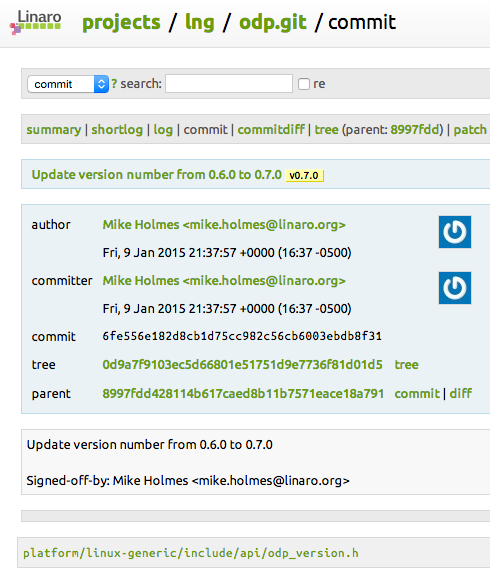 Linaro projects / lng / odp.git / commit
commit ? search: re
summary | shortlog | log | commit | commitdiff | tree (parent: 8997fdd) | patch
Update version number from 0.6.0 to 0.7.0 v0.7.0
author Mike Holmes <mike.holmes@linaro.org>
Fri, 9 Jan 2015 21:37:57 +0000 (16:37 -0500)
committer Mike Holmes <mike.holmes@linaro.org>
Fri, 9 Jan 2015 21:37:57 +0000 (16:37 -0500)
commit 6fe556e182d8cb1d75cc982c56cb6003ebdb8f31
tree 0d9a7f9103ec5d66801e51751d9e7736f81d01d5 tree
parent 8997fdd428114b617caed8b11b7571eace18a791 commit | diff
Update version number from 0.6.0 to 0.7.0
Signed-off-by: Mike Holmes <mike.holmes@linaro.org>
platform/linux-generic/include/api/odp_version.h